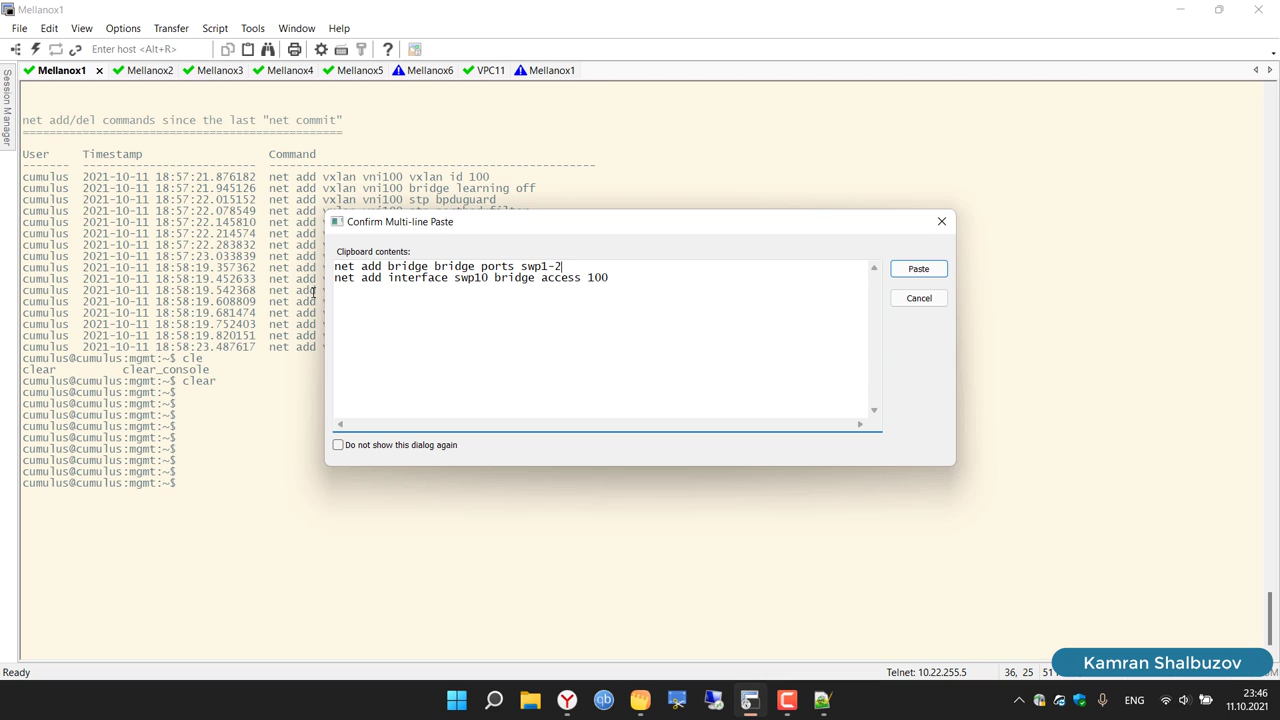 Mellanox1
File Edit View Options Transfer Script Tools Window Help
Enter host <Alt+R>
Mellanox1 Mellanox2 Mellanox3 Mellanox4 Mellanox5 Mellanox6 VPC11 Mellanox1
Session Manager
net add/del commands since the last "net commit"
================================================
User Timestamp Command
------- -------------------------- -------------------------------------------------
cumulus 2021-10-11 18:57:21.876182 net add vxlan vni100 vxlan id 100
cumulus 2021-10-11 18:57:21.945126 net add vxlan vni100 bridge learning off
cumulus 2021-10-11 18:57:22.015152 net add vxlan vni100 stp bpduguard
cumulus 2021-10-11 18:57:22.078549 net add
cumulus 2021-10-11 18:57:22.145810 net add
cumulus 2021-10-11 18:57:22.214574 net add
cumulus 2021-10-11 18:57:22.283832 net add
cumulus 2021-10-11 18:57:23.033839 net add
cumulus 2021-10-11 18:58:19.357362 net add
cumulus 2021-10-11 18:58:19.452633 net add
cumulus 2021-10-11 18:58:19.542368 net add
cumulus 2021-10-11 18:58:19.608809 net add
cumulus 2021-10-11 18:58:19.681474 net add
cumulus 2021-10-11 18:58:19.752403 net add
cumulus 2021-10-11 18:58:19.820151 net add
cumulus 2021-10-11 18:58:23.487617 net add
cumulus@cumulus:mgmt:~$ cle
clear clear_console
cumulus@cumulus:mgmt:~$ clear
cumulus@cumulus:mgmt:~$
cumulus@cumulus:mgmt:~$
cumulus@cumulus:mgmt:~$
cumulus@cumulus:mgmt:~$
cumulus@cumulus:mgmt:~$
cumulus@cumulus:mgmt:~$
cumulus@cumulus:mgmt:~$
cumulus@cumulus:mgmt:~$
cumulus@cumulus:mgmt:~$
Confirm Multi-line Paste
Clipboard contents:
net add bridge bridge ports swp1-2
net add interface swp10 bridge access 100
Paste
Cancel
Do not show this dialog again
Ready
Telnet: 10.22.255.5 36, 25
Kamran Shalbuzov
ENG
23:46
11.10.2021